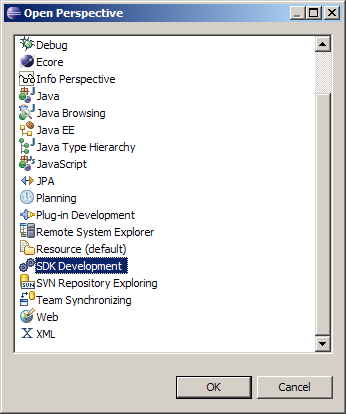 Open Perspective
Debug
Ecore
Info Perspective
Java
Java Browsing
Java EE
Java Type Hierarchy
JavaScript
JPA
Planning
Plug-in Development
Remote System Explorer
Resource (default)
SDK Development
SVN Repository Exploring
Team Synchronizing
Web
XML
OK
Cancel